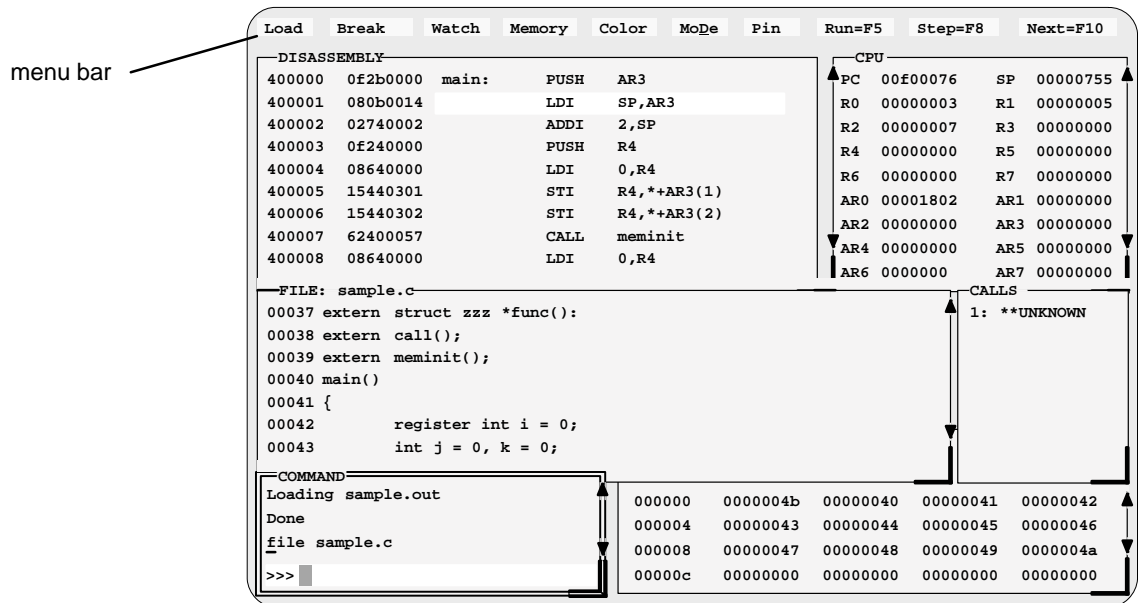 Load Break Watch Memory Color MoDe Pin Run=F5 Step=F8 Next=F10
menu bar
DISASSEMBLY
400000 0f2b0000 main: PUSH AR3
400001 080b0014 LDI SP,AR3
400002 02740002 ADDI 2,SP
400003 0f240000 PUSH R4
400004 08640000 LDI 0,R4
400005 15440301 STI R4,*+AR3(1)
400006 15440302 STI R4,*+AR3(2)
400007 62400057 CALL meminit
400008 08640000 LDI 0,R4
CPU
PC 00f00076 SP 00000755
R0 00000003 R1 00000005
R2 00000007 R3 00000000
R4 00000000 R5 00000000
R6 00000000 R7 00000000
AR0 00001802 AR1 00000000
AR2 00000000 AR3 00000000
AR4 00000000 AR5 00000000
AR6 0000000 AR7 00000000
FILE: sample.c
00037 extern struct zzz *func():
00038 extern call();
00039 extern meminit();
00040 main()
00041 {
00042 register int i = 0;
00043 int j = 0, k = 0;
CALLS
1: **UNKNOWN
COMMAND
Loading sample.out
Done
file sample.c
>>>
000000 0000004b 00000040 00000041 00000042
000004 00000043 00000044 00000045 00000046
000008 00000047 00000048 00000049 0000004a
00000c 00000000 00000000 00000000 00000000